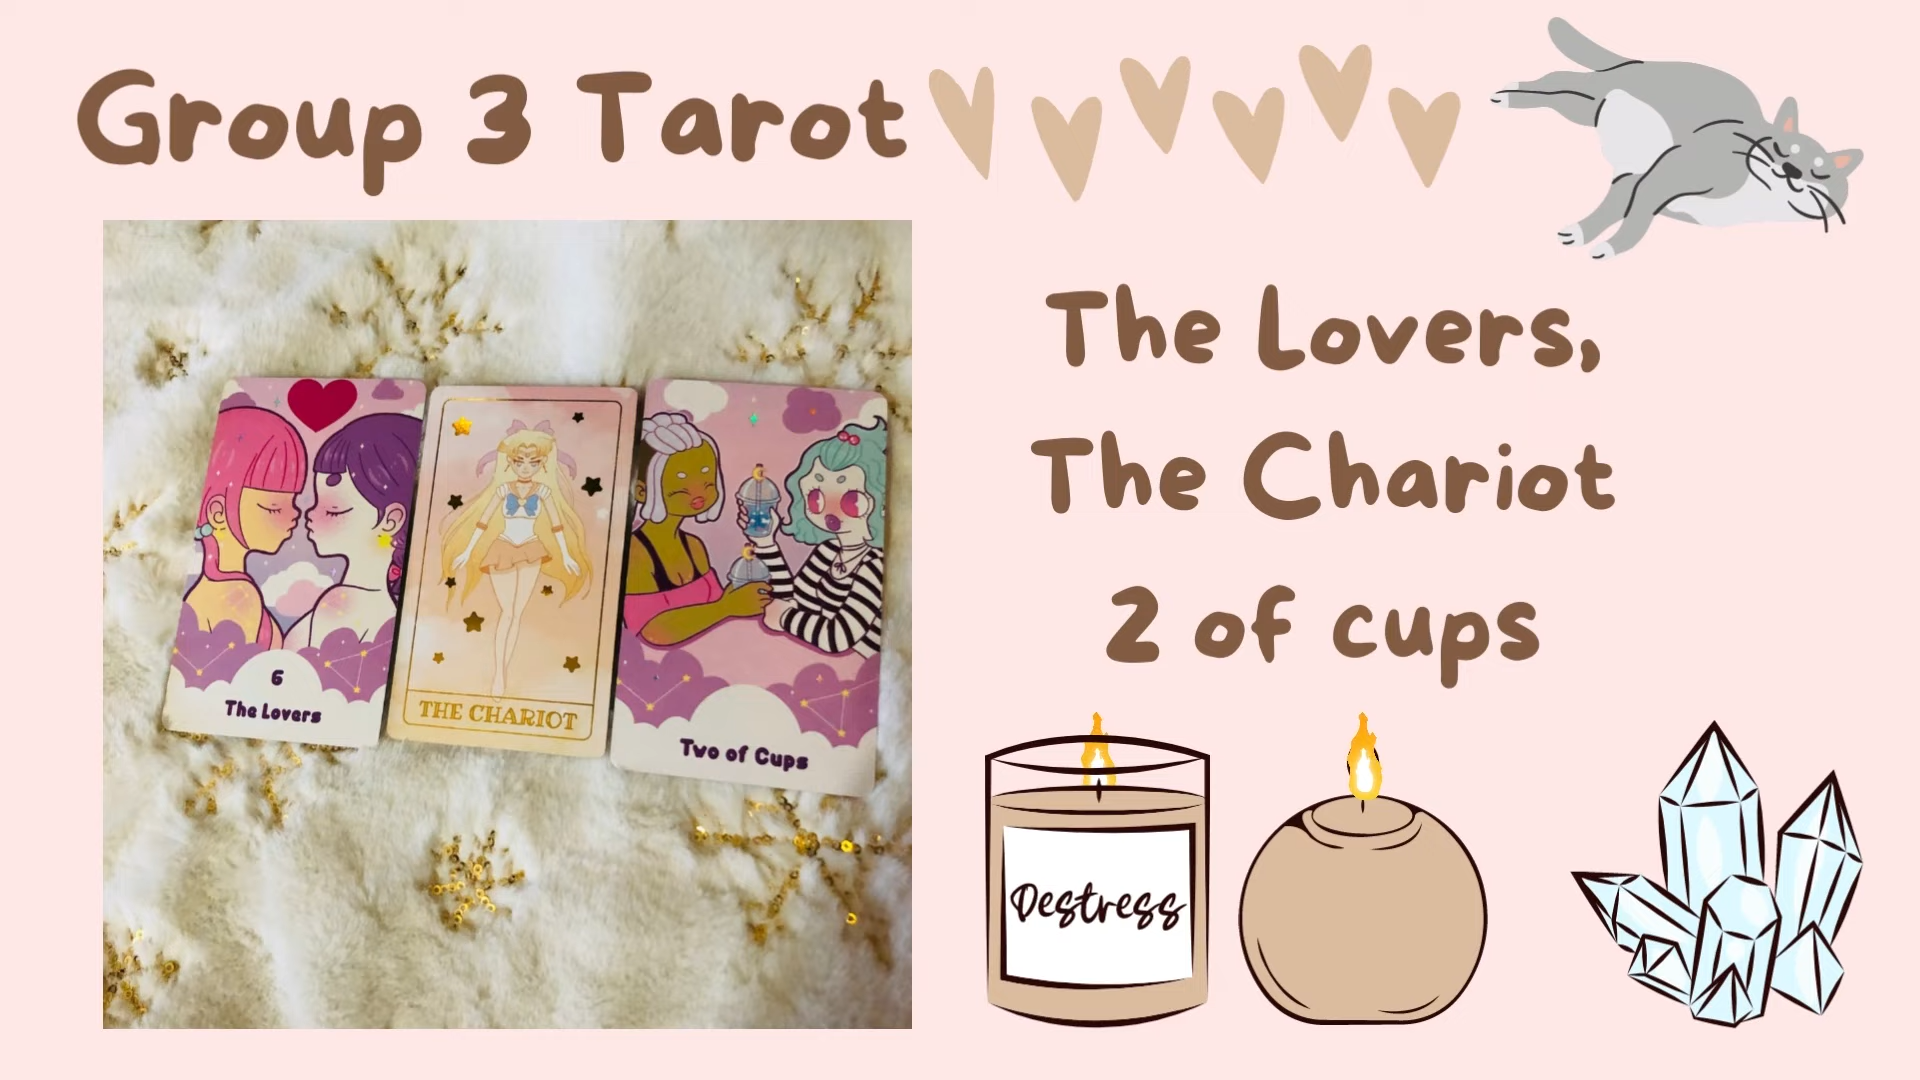 Group 3 Tarot
The Lovers,
The Chariot
2 of cups
6
The Lovers
THE CHARIOT
Two of Cups
Destress